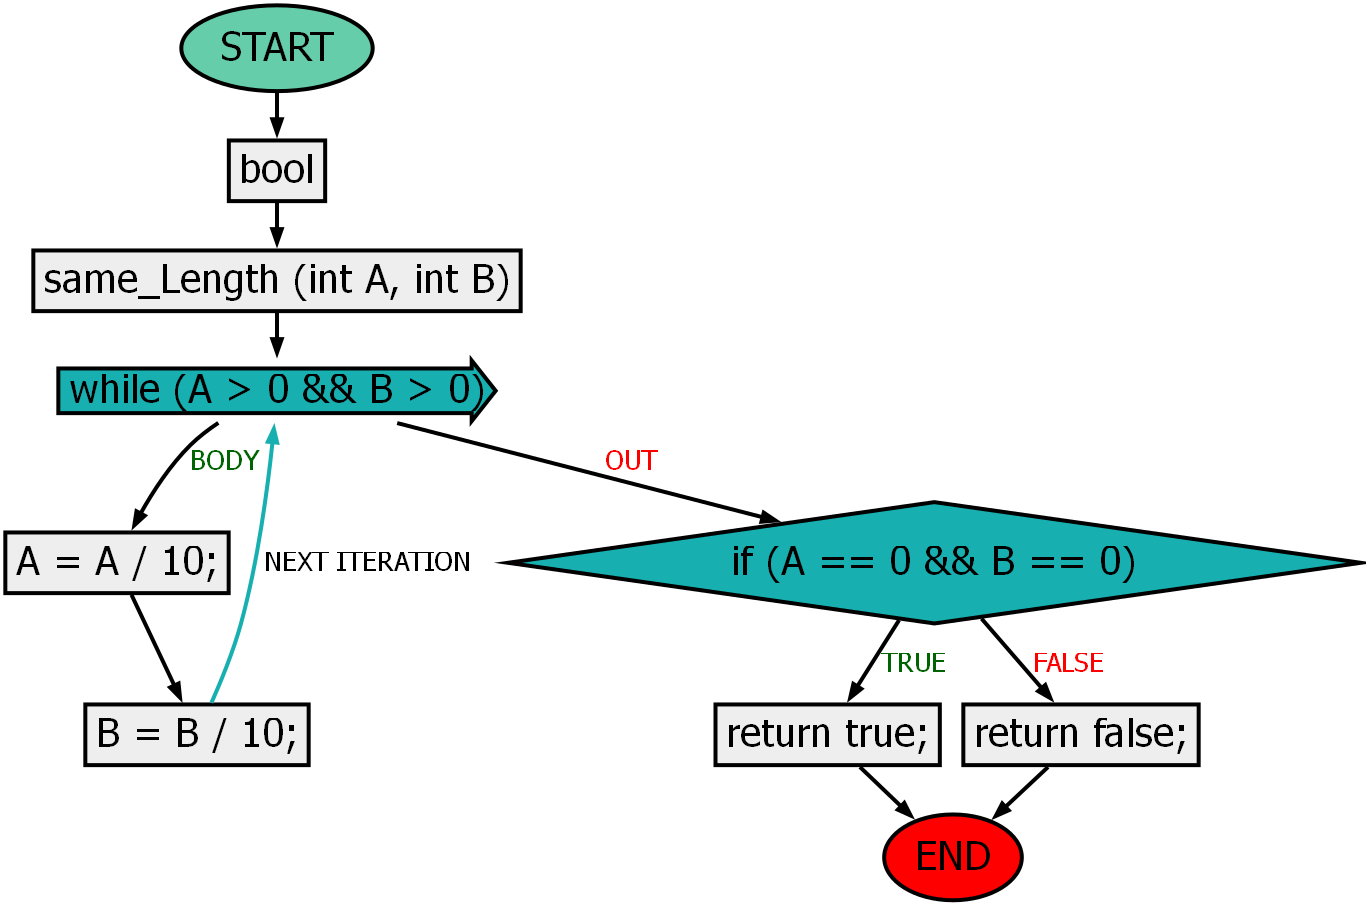 START
bool
same_Length (int A, int B)
while (A > 0 && B > 0)
BODY
OUT
A = A / 10;
NEXT ITERATION
if (A == 0 && B == 0)
TRUE
FALSE
B = B / 10;
return true;
return false;
END